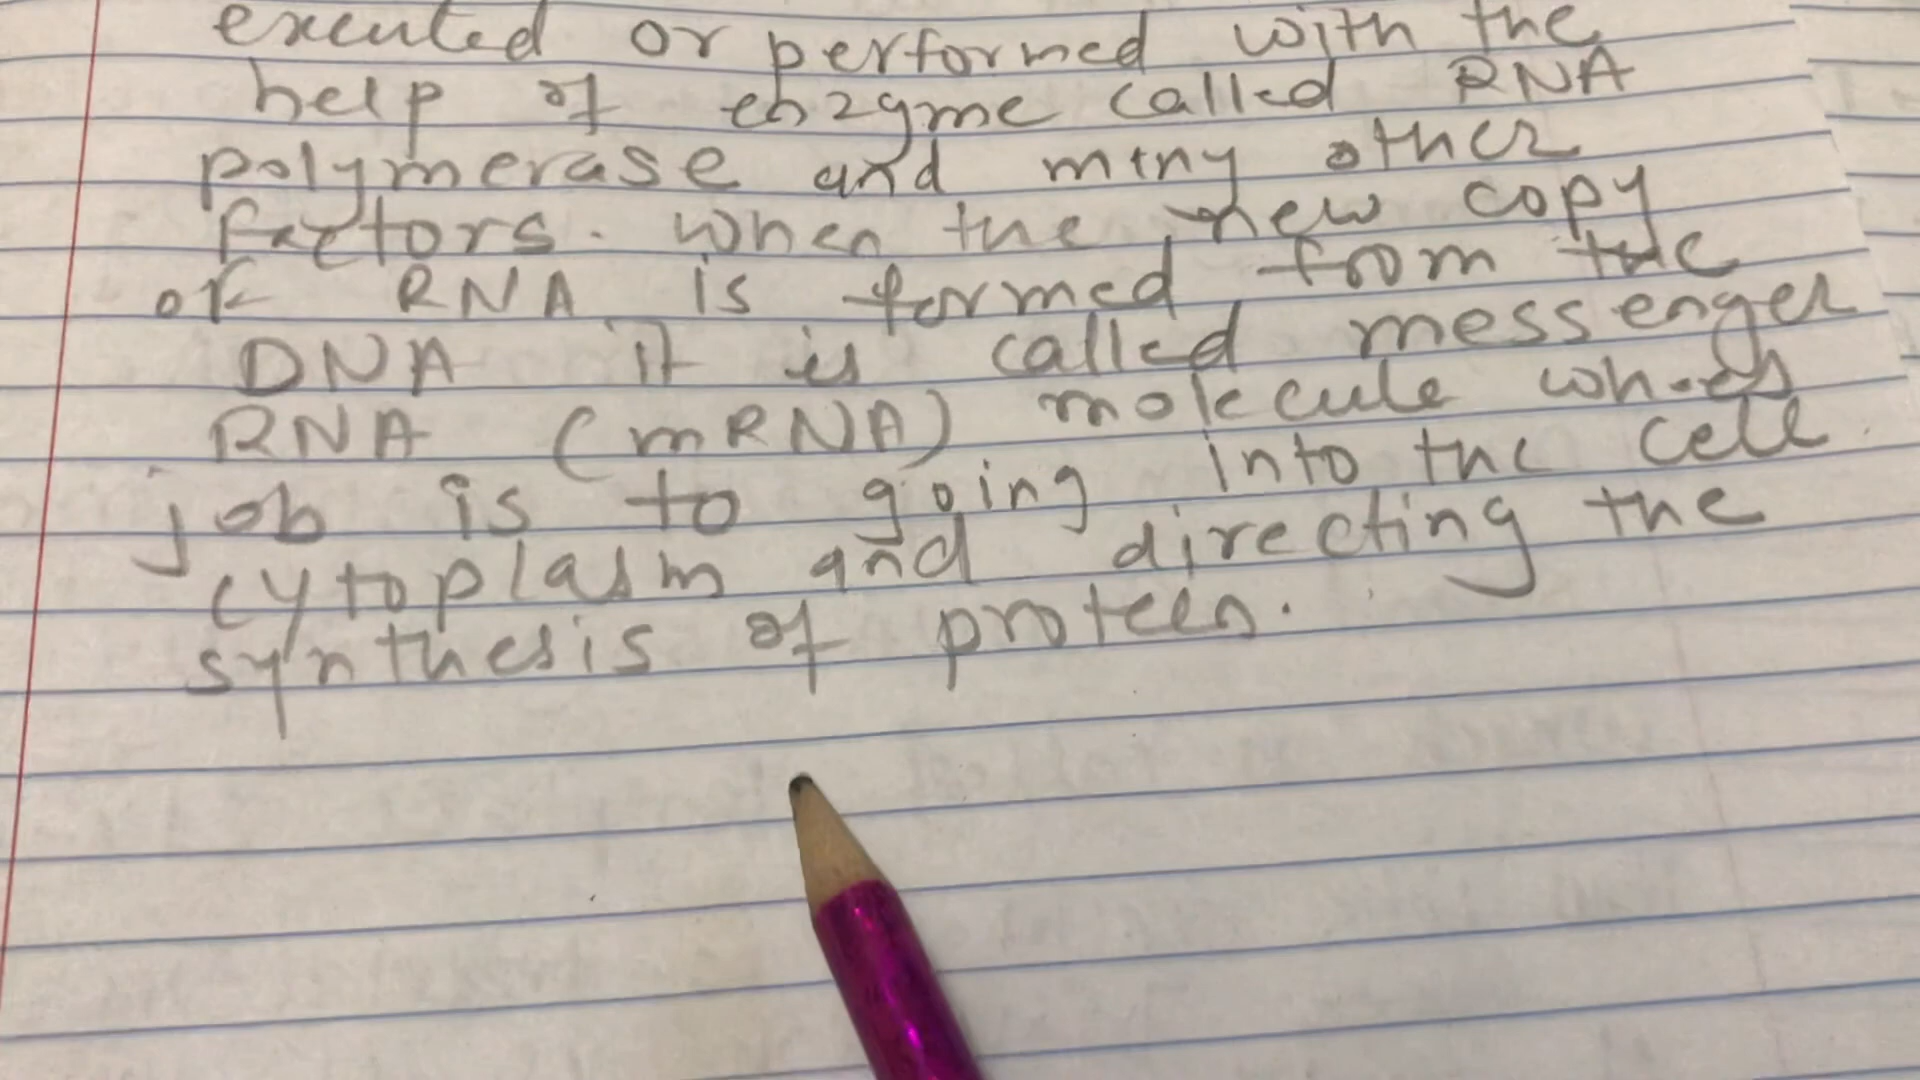 executed or performed with the
help of enzyme called RNA
polymerase and many other
factors. When the new copy
of RNA is formed from the
DNA it is called messenger
RNA (mRNA) molecule whoes
job is to going into the cell
cytoplasm and directing the
synthesis of protein.